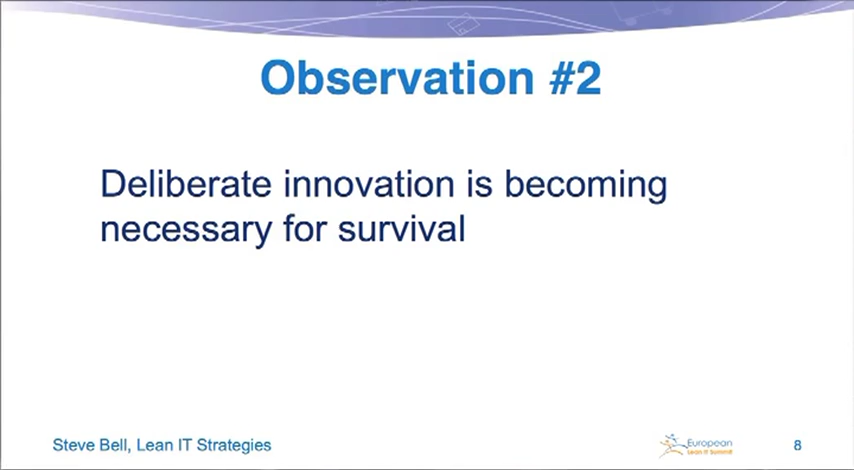 Observation #2
Deliberate innovation is becoming
necessary for survival
Steve Bell, Lean IT Strategies
European
Lean IT Summit
8